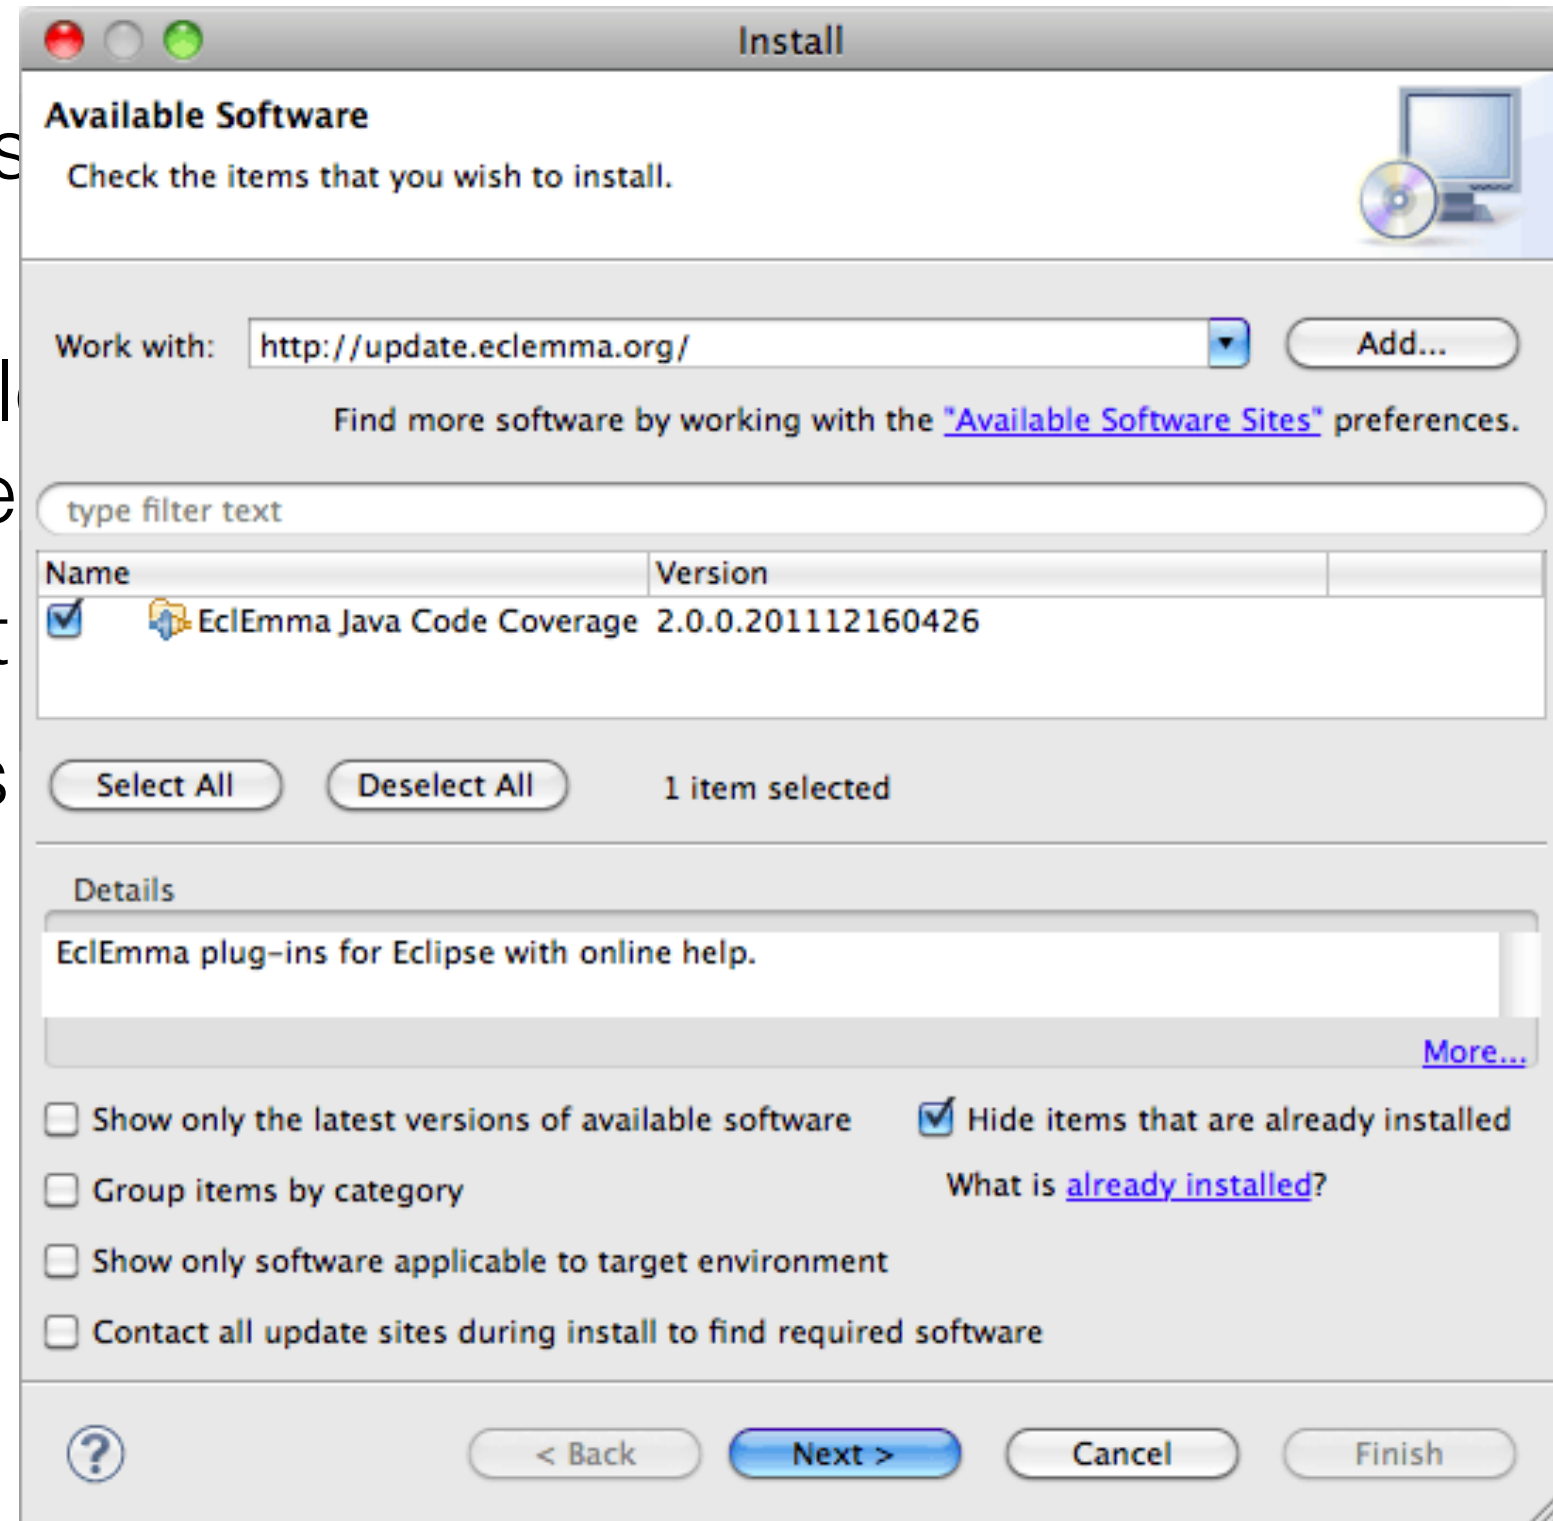 Install
Available Software
Check the items that you wish to install.
Work with: http://update.eclemma.org/ Add...
Find more software by working with the "Available Software Sites" preferences.
type filter text
Name Version
EclEmma Java Code Coverage 2.0.0.201112160426
Select All Deselect All 1 item selected
Details
EclEmma plug-ins for Eclipse with online help.
More...
Show only the latest versions of available software Hide items that are already installed
Group items by category What is already installed?
Show only software applicable to target environment
Contact all update sites during install to find required software
? < Back Next > Cancel Finish